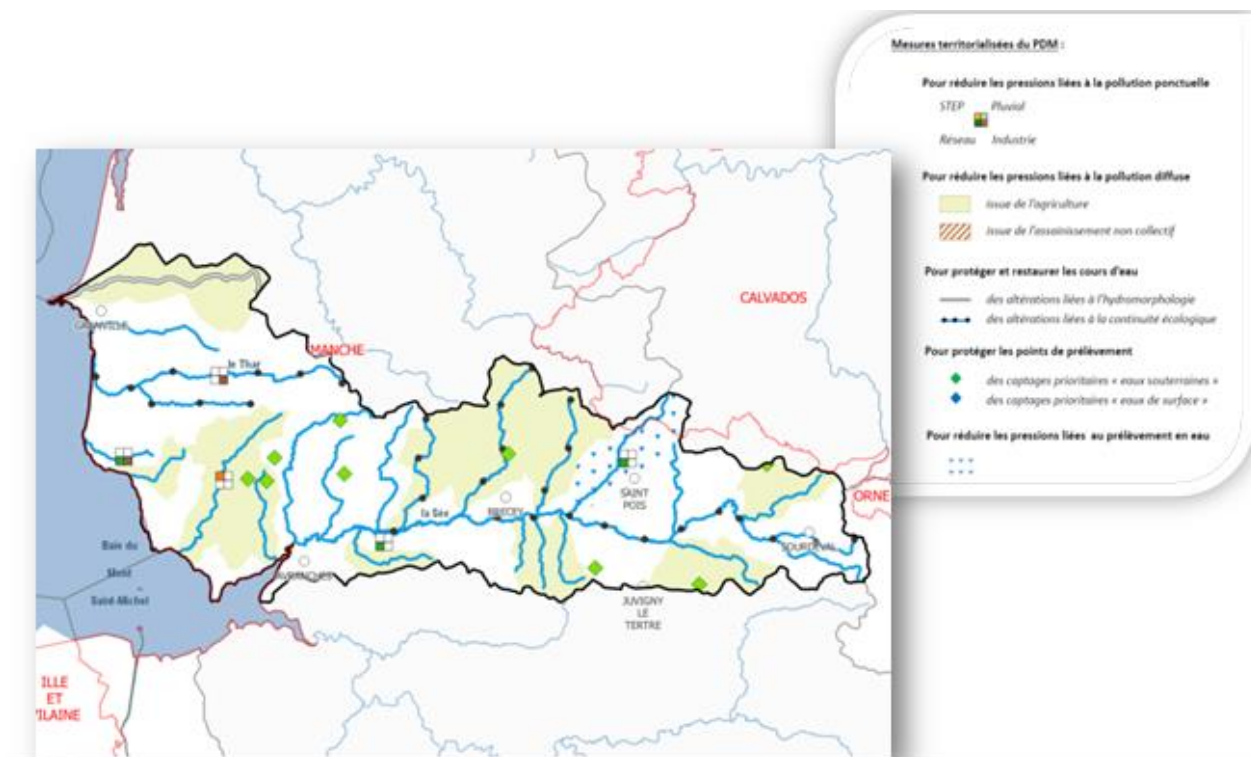 Mesures territorialisées du PDM :
Pour réduire les pressions liées à la pollution ponctuelle
STEP Pluvial
Réseau Industrie
Pour réduire les pressions liées à la pollution diffuse
issue de l'agriculture
issue de l'assainissement non collectif
Pour protéger et restaurer les cours d'eau
des altérations liées à l'hydromorphologie
des altérations liées à la continuité écologique
Pour protéger les points de prélèvement
des captages prioritaires « eaux souterraines »
des captages prioritaires « eaux de surface »
Pour réduire les pressions liées au prélèvement en eau
CALVADOS
GRANVILLE
MANCHE
le Thar
SAINT
POIS
ORNE
la Sée
BRECEY
SOURDEVAL
Baie du
Mont
Saint-Michel
AVRANCHES
JUVIGNY
LE
TERTRE
ILLE
ET
VILAINE